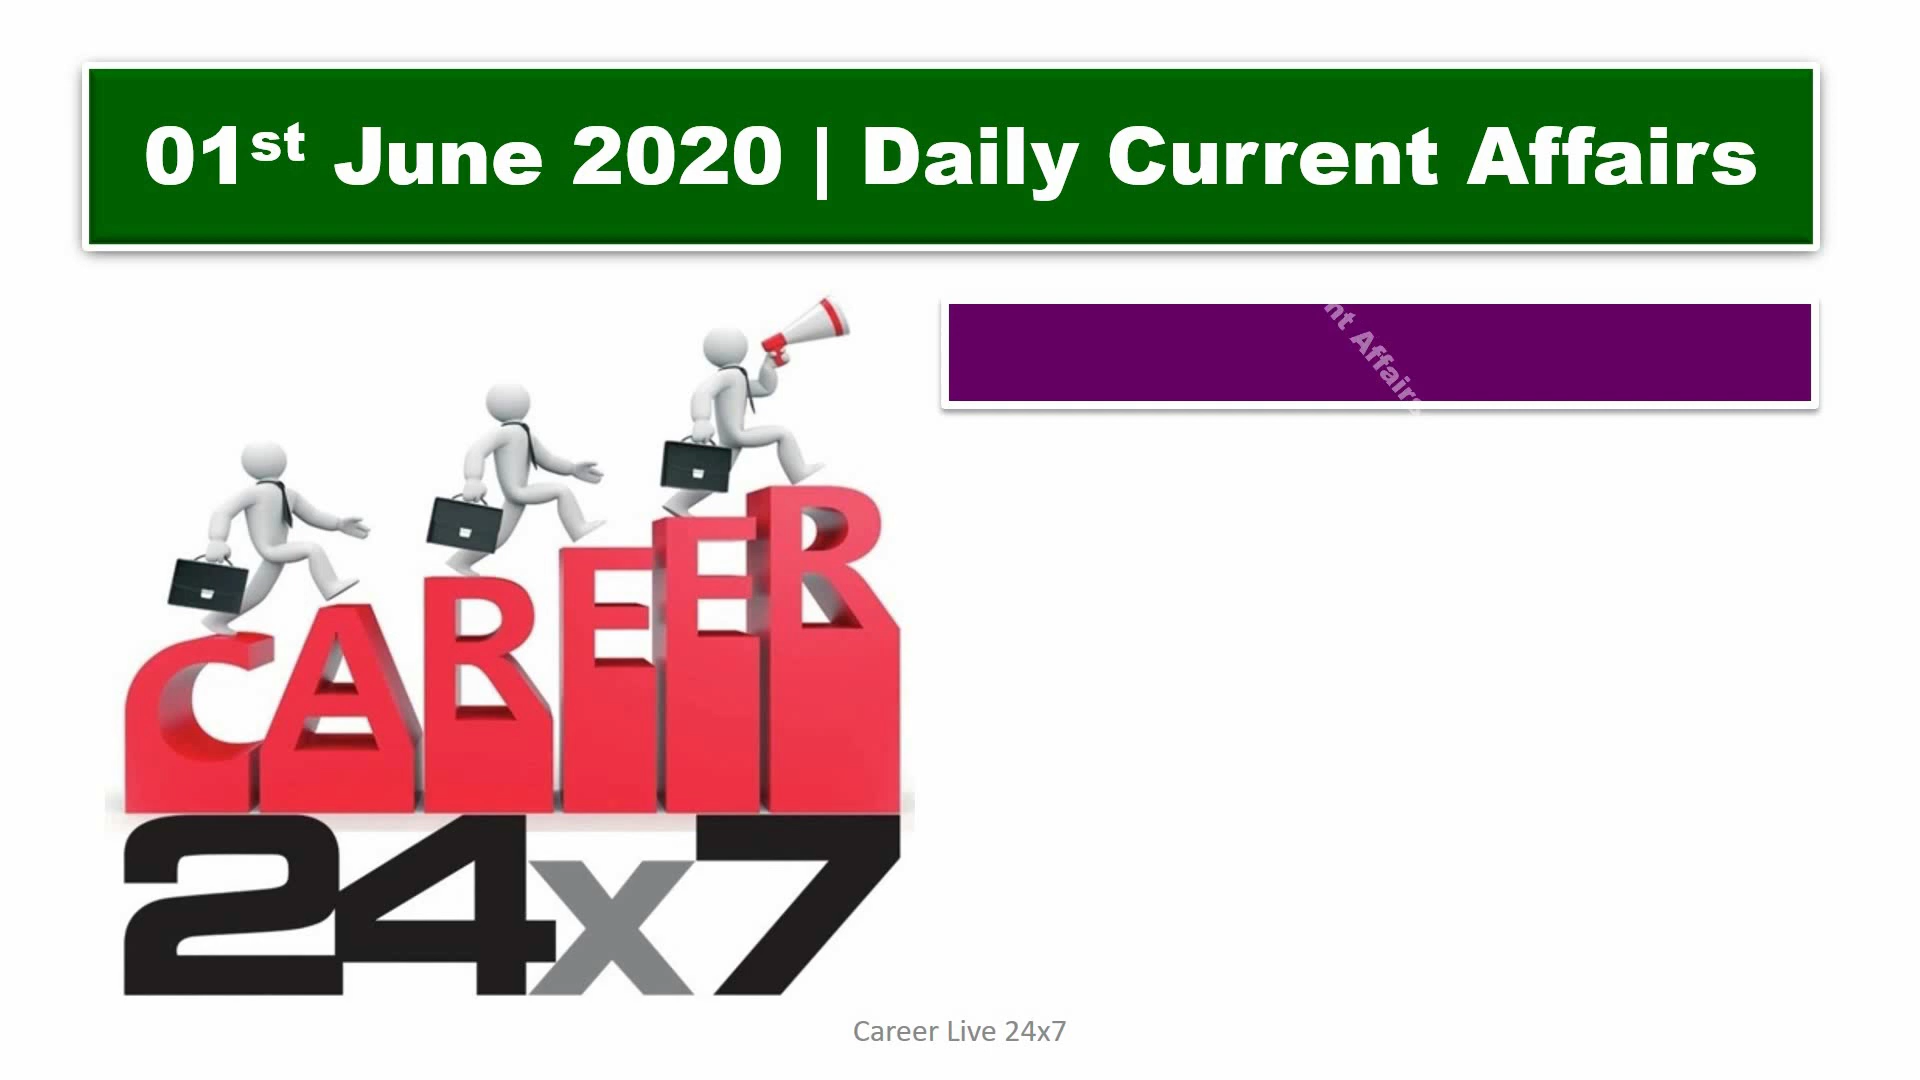 01st June 2020 | Daily Current Affairs
nt Affairs
CAREER
24x7
Career Live 24x7